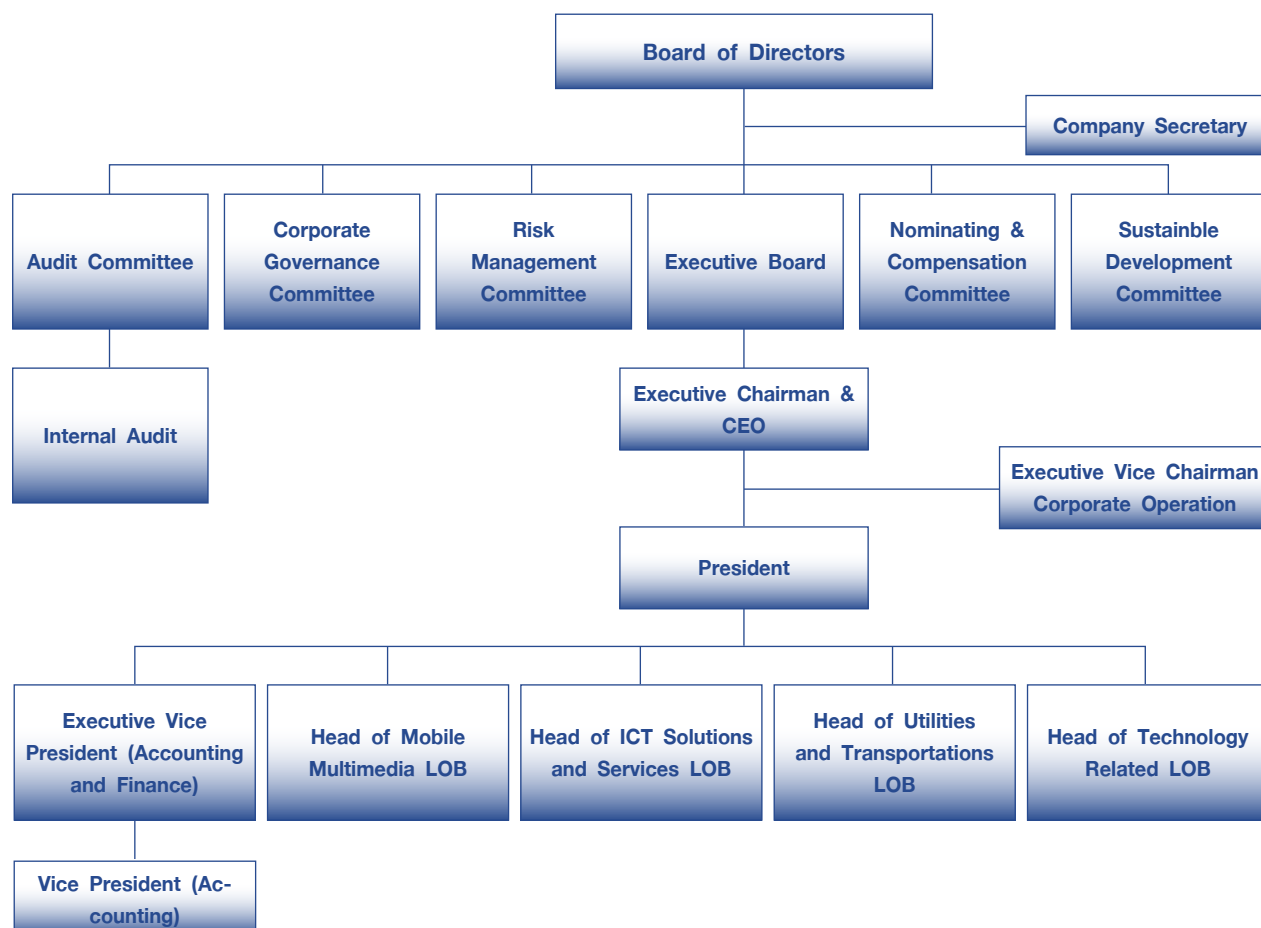 Board of Directors
Company Secretary
Audit Committee
Corporate
Governance
Committee
Risk
Management
Committee
Executive Board
Nominating &
Compensation
Committee
Sustainble
Development
Committee
Internal Audit
Executive Chairman &
CEO
Executive Vice Chairman
Corporate Operation
President
Executive Vice
President (Accounting
and Finance)
Head of Mobile
Multimedia LOB
Head of ICT Solutions
and Services LOB
Head of Utilities
and Transportations
LOB
Head of Technology
Related LOB
Vice President (Ac-
counting)